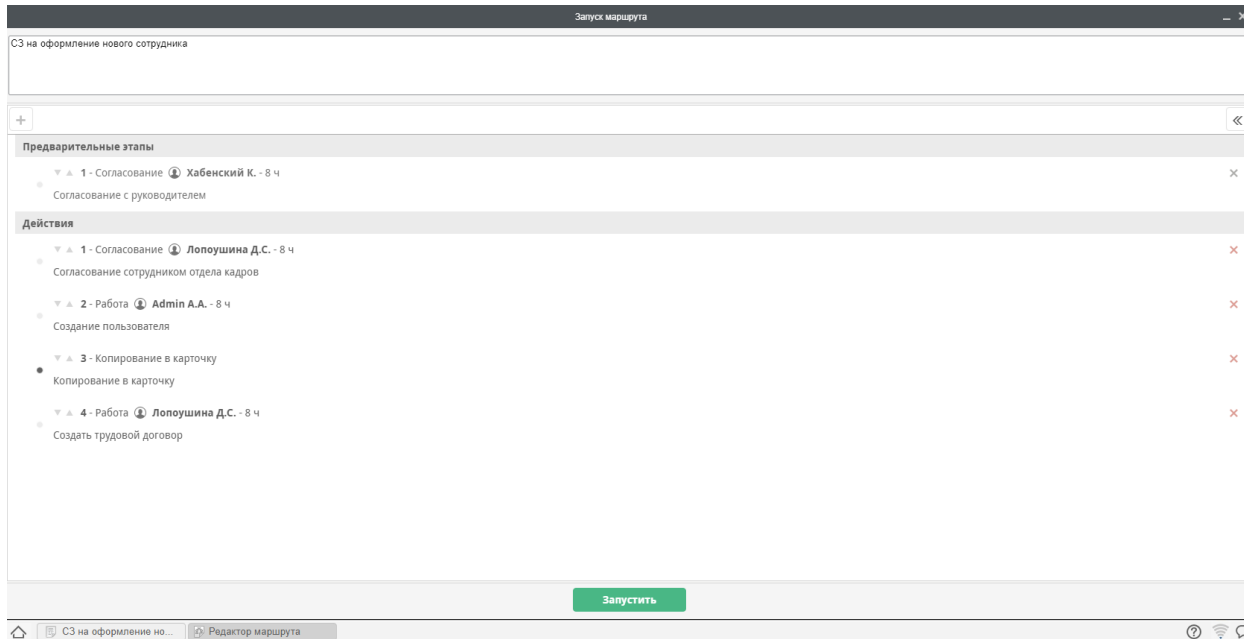 Запуск маршрута
СЗ на оформление нового сотрудника
Предварительные этапы
1 - Согласование Хабенский К. - 8 ч
Согласование с руководителем
Действия
1 - Согласование Лопоушина Д.С. - 8 ч
Согласование сотрудником отдела кадров
2 - Работа Admin A.A. - 8 ч
Создание пользователя
3 - Копирование в карточку
Копирование в карточку
4 - Работа Лопоушина Д.С. - 8 ч
Создать трудовой договор
Запустить
СЗ на оформление но... Редактор маршрута